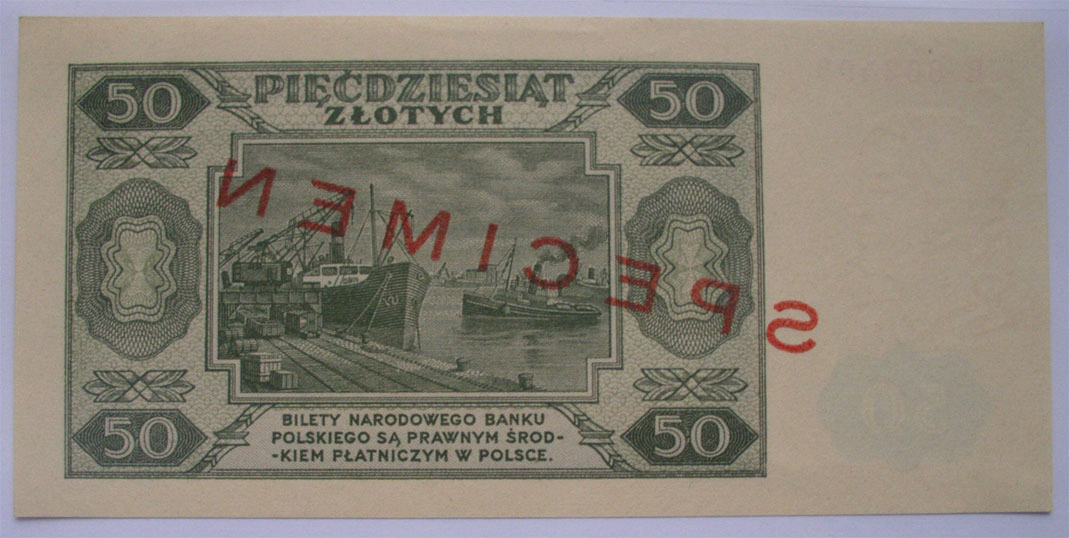 50 PIĘĆDZIESIĄT 50
ZŁOTYCH
SPECIMEN
50 BILETY NARODOWEGO BANKU 50
POLSKIEGO SĄ PRAWNYM ŚROD-
-KIEM PŁATNICZYM W POLSCE.